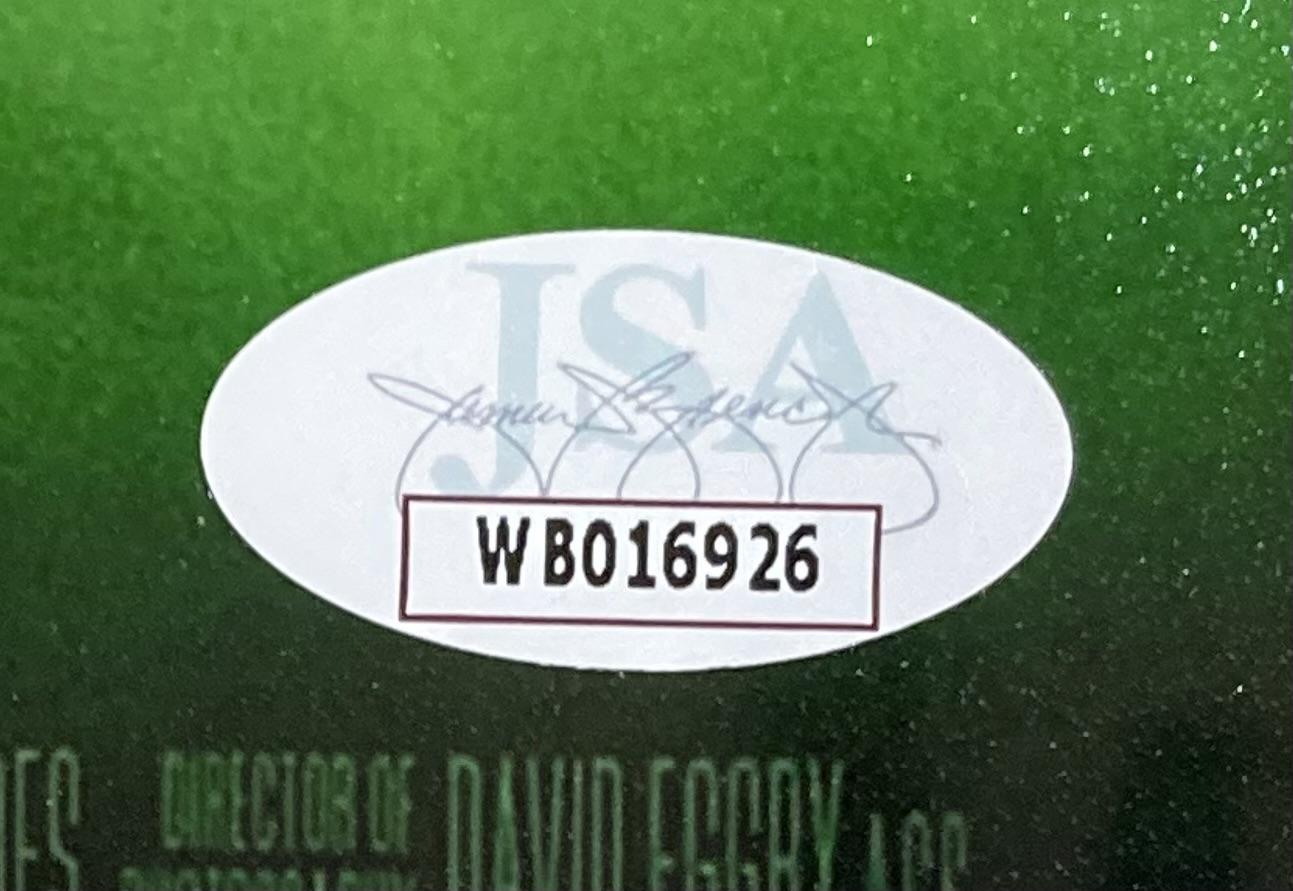 JSA
WB016926
DIRECTOR OF DAVID EGGBY